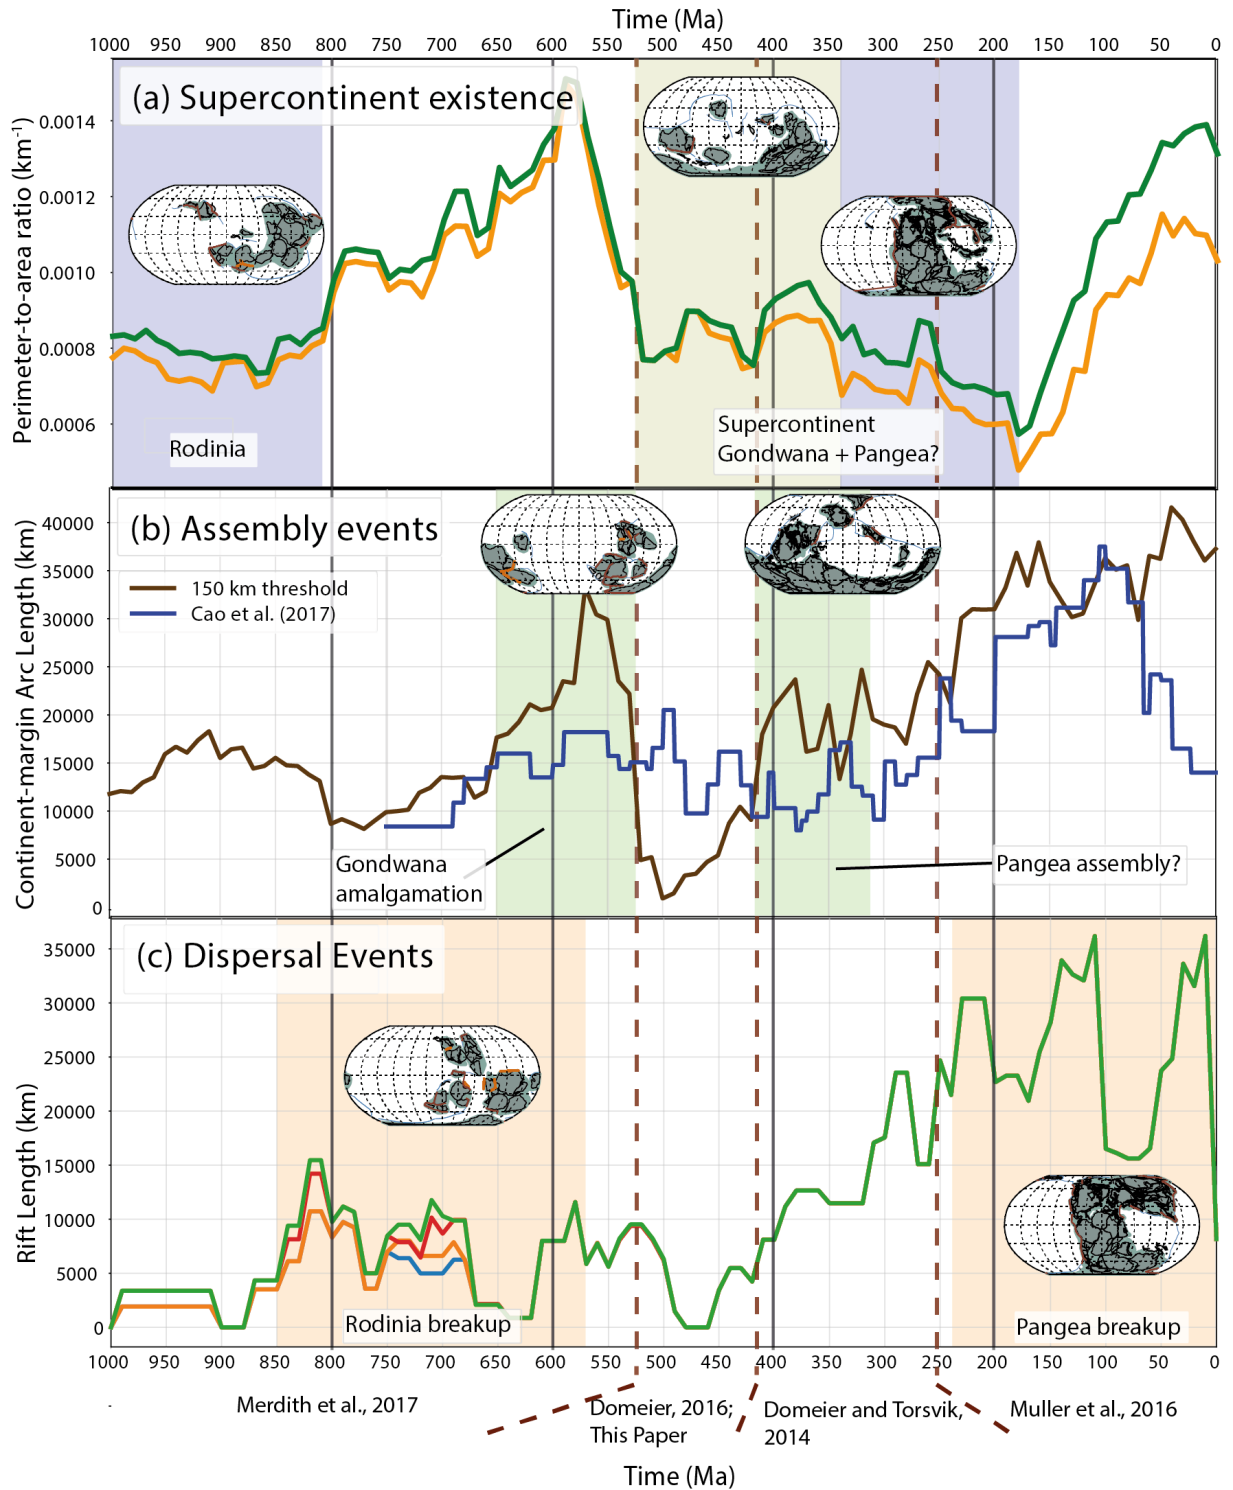 Time (Ma)
1000 950 900 850 800 750 700 650 600 550 500 450 400 350 300 250 200 150 100 50 0
(a) Supercontinent existence
Perimeter-to-area ratio (km⁻¹)
0.0014
0.0012
0.0010
0.0008
0.0006
Rodinia
Supercontinent
Gondwana + Pangea?
(b) Assembly events
Continent-margin Arc Length (km)
40000
35000
30000
25000
20000
15000
10000
5000
0
150 km threshold
Cao et al. (2017)
Gondwana
amalgamation
Pangea assembly?
(c) Dispersal Events
Rift Length (km)
35000
30000
25000
20000
15000
10000
5000
0
Rodinia breakup
Pangea breakup
1000 950 900 850 800 750 700 650 600 550 500 450 400 350 300 250 200 150 100 50 0
Merdith et al., 2017
Domeier, 2016;
This Paper
Domeier and Torsvik,
2014
Muller et al., 2016
Time (Ma)